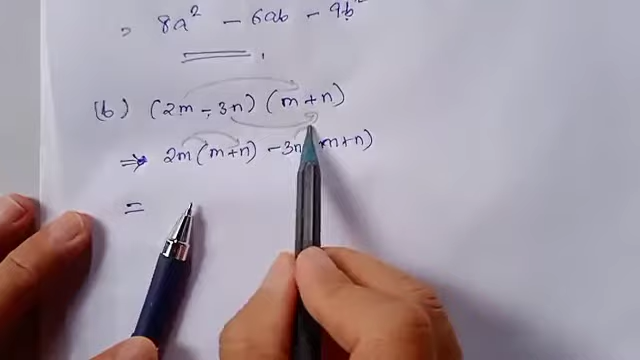 = 8a² - 6ab - 9b²
(b) (2m - 3n) (m + n)
⇒ 2m (m + n) - 3n (m + n)
=